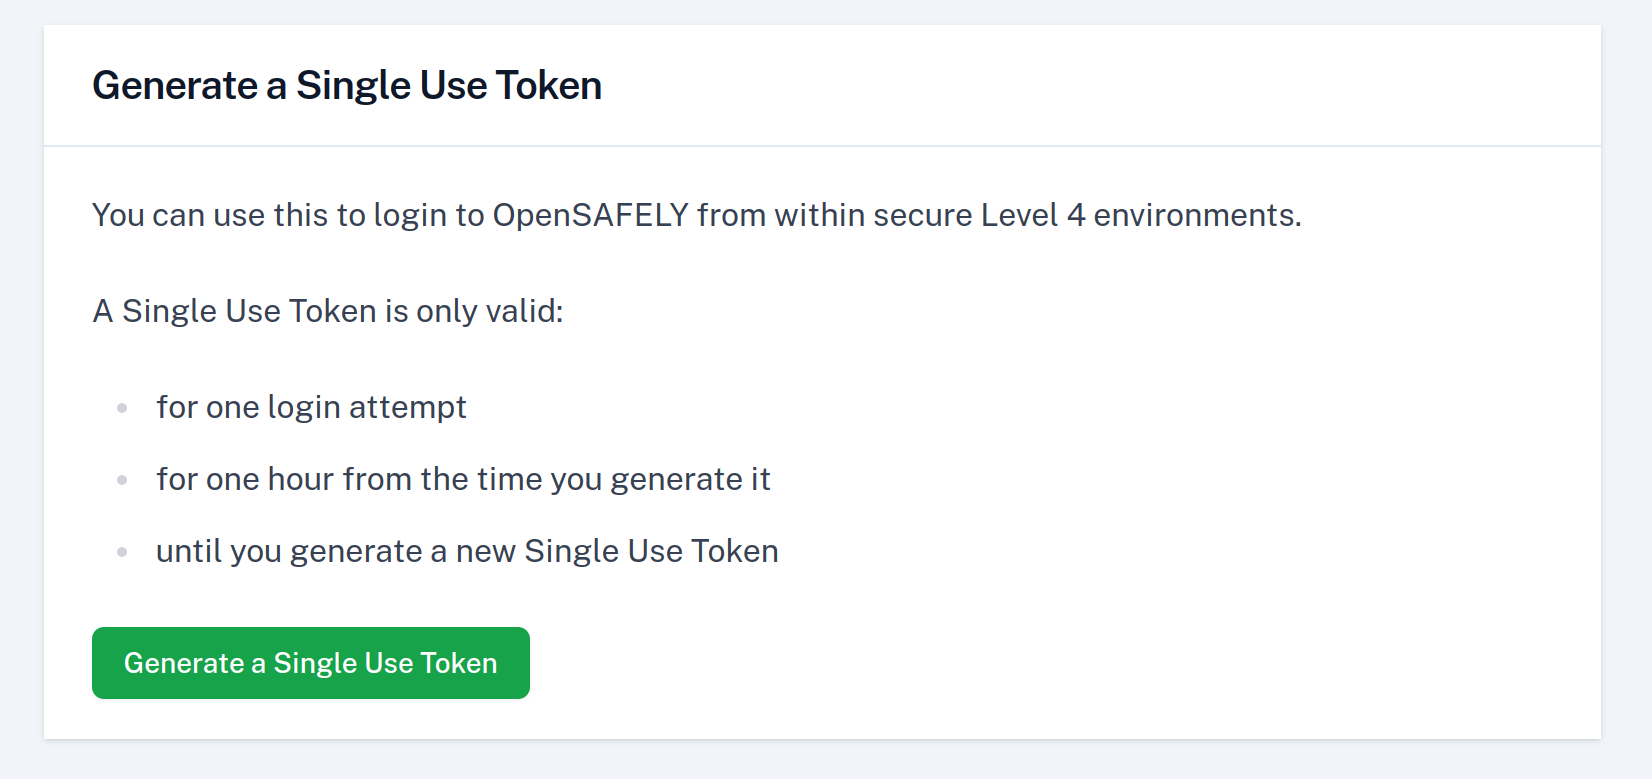 Generate a Single Use Token
You can use this to login to OpenSAFELY from within secure Level 4 environments.
A Single Use Token is only valid:
for one login attempt
for one hour from the time you generate it
until you generate a new Single Use Token
Generate a Single Use Token